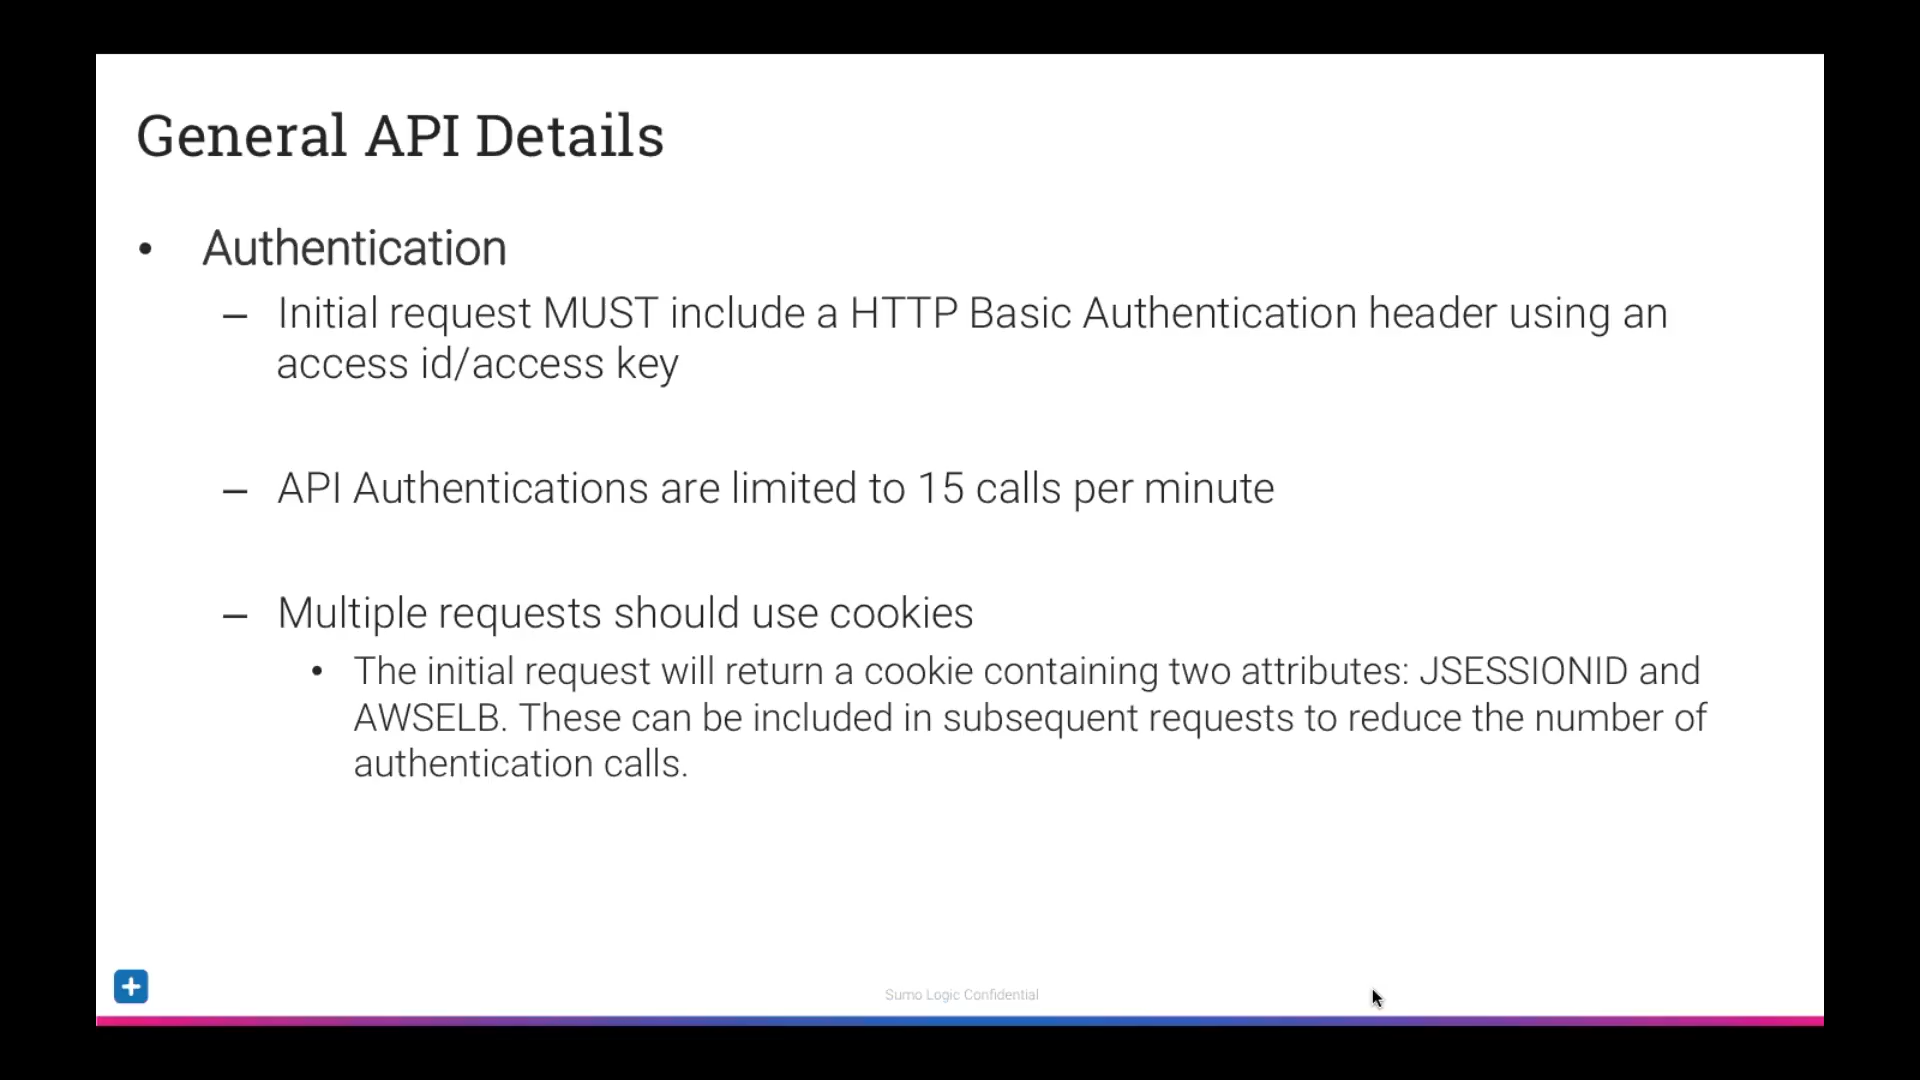 General API Details
• Authentication
– Initial request MUST include a HTTP Basic Authentication header using an
access id/access key
– API Authentications are limited to 15 calls per minute
– Multiple requests should use cookies
• The initial request will return a cookie containing two attributes: JSESSIONID and
AWSELB. These can be included in subsequent requests to reduce the number of
authentication calls.
Sumo Logic Confidential